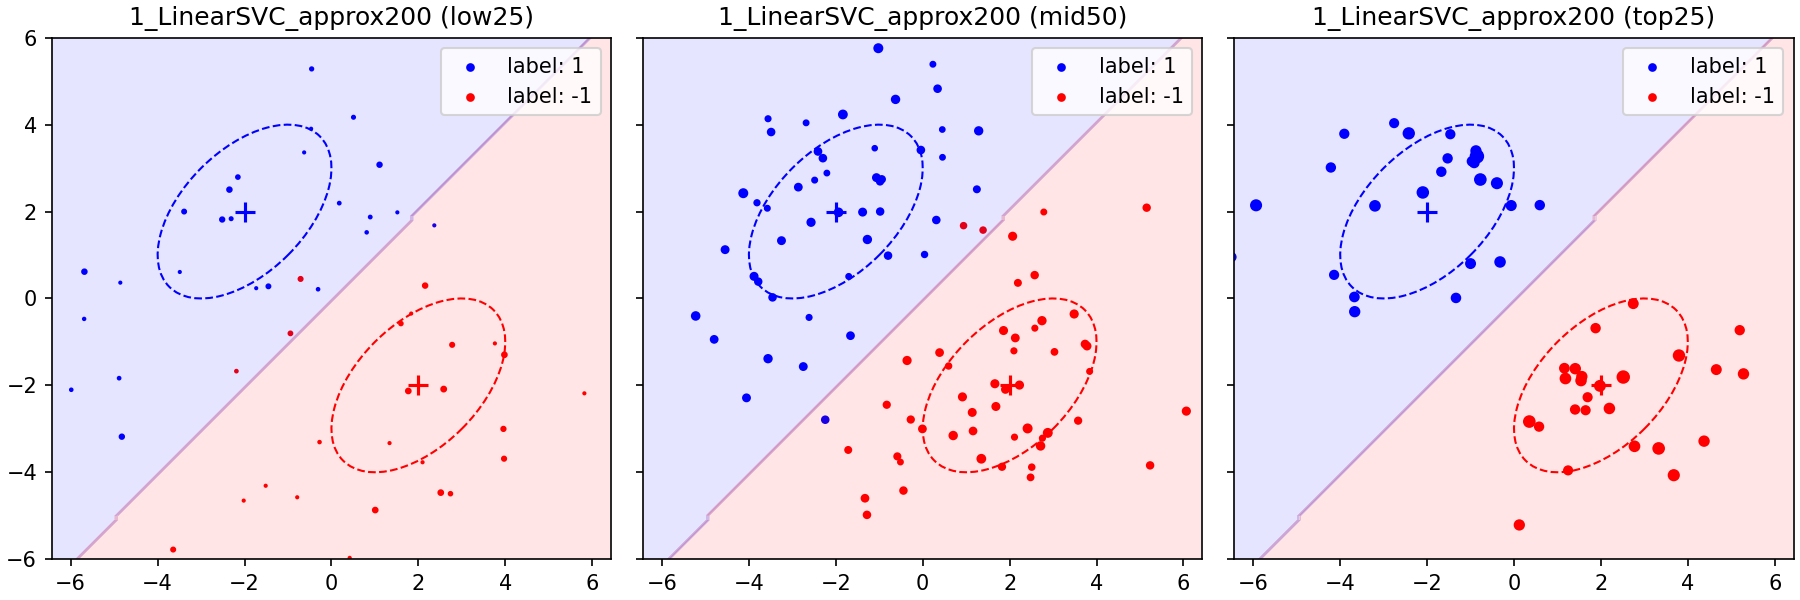 1_LinearSVC_approx200 (low25)
label: 1
label: -1
6
4
2
0
−2
−4
−6
−6 −4 −2 0 2 4 6
1_LinearSVC_approx200 (mid50)
label: 1
label: -1
−6 −4 −2 0 2 4 6
1_LinearSVC_approx200 (top25)
label: 1
label: -1
−6 −4 −2 0 2 4 6